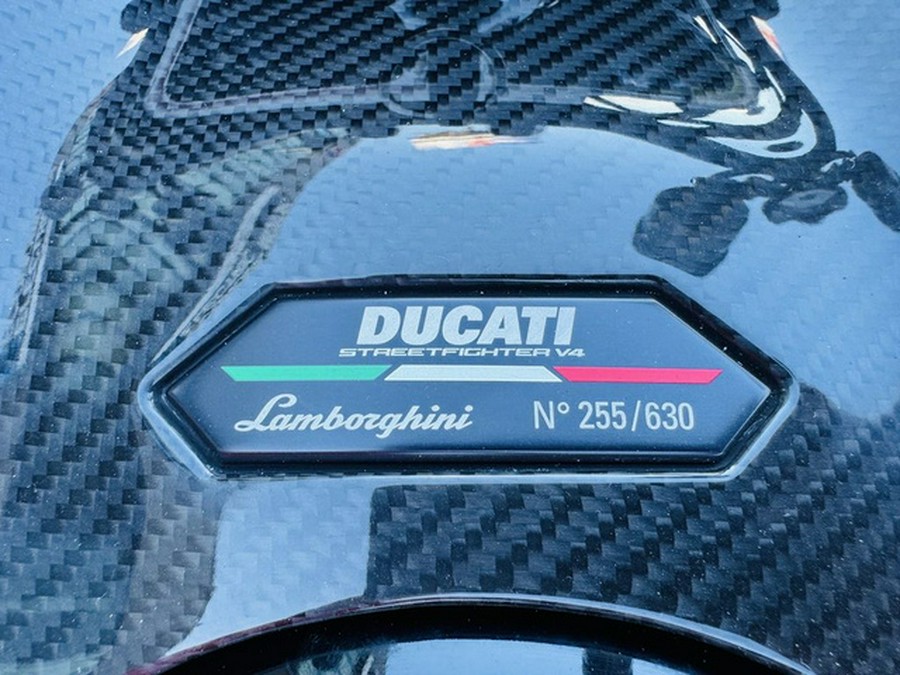 DUCATI
STREETFIGHTER V4
Lamborghini N° 255/630